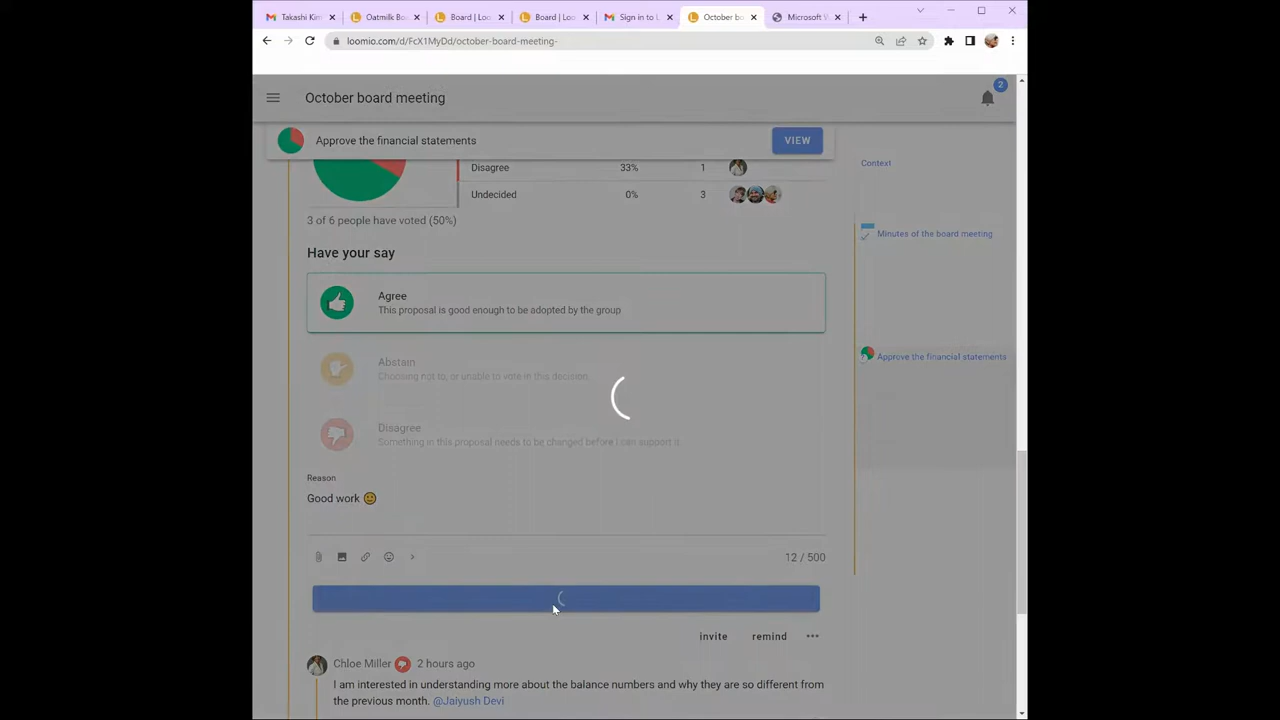 Takashi Kim
Oatmilk Bo
Board | Loo
Board | Loo
Sign in to L
October bo
Microsoft W
loomio.com/d/FcX1MyDd/october-board-meeting-
October board meeting
2
Approve the financial statements
VIEW
Context
Disagree 33% 1
Undecided 0% 3
3 of 6 people have voted (50%)
Minutes of the board meeting
Have your say
Agree
This proposal is good enough to be adopted by the group
Approve the financial statements
Abstain
Choosing not to, or unable to vote in this decision
Disagree
Something in this proposal needs to be changed before I can support it
Reason
Good work 🙂
12 / 500
invite remind
Chloe Miller 2 hours ago
I am interested in understanding more about the balance numbers and why they are so different from
the previous month. @Jaiyush Devi